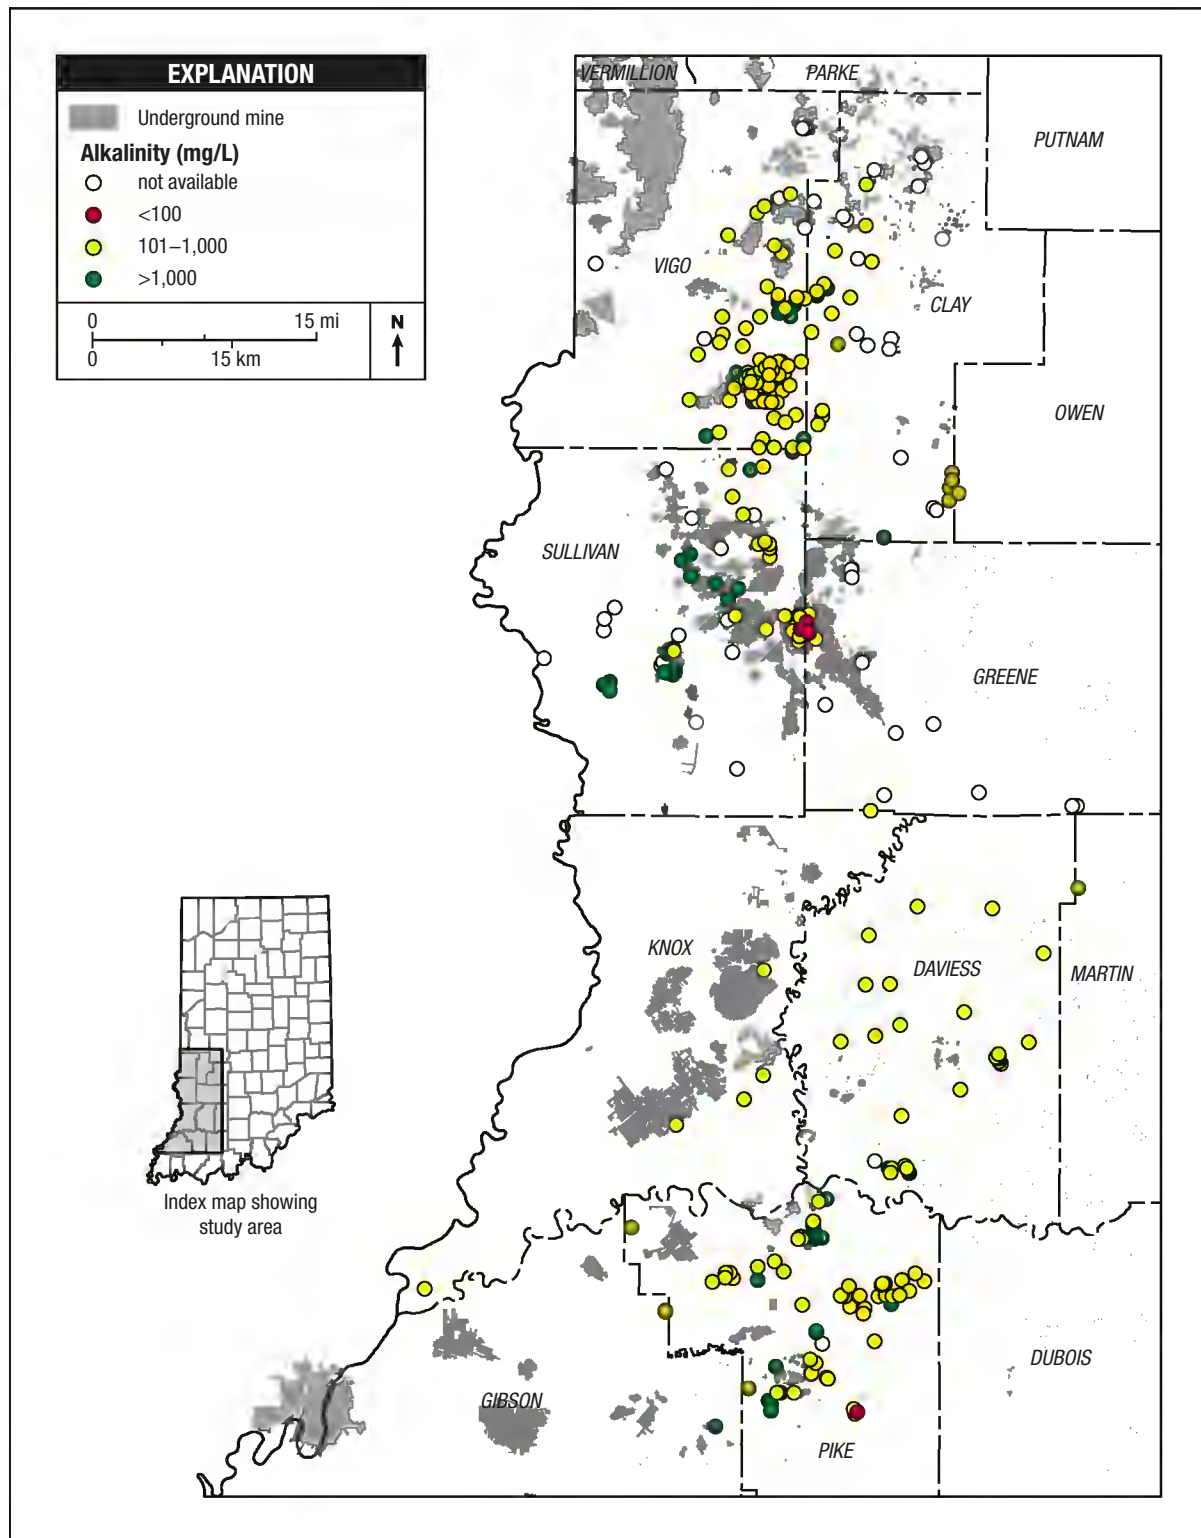 EXPLANATION
Underground mine
Alkalinity (mg/L)
not available
<100
101–1,000
>1,000
0 15 mi
0 15 km
N
VERMILLION
PARKE
PUTNAM
VIGO
CLAY
OWEN
SULLIVAN
GREENE
KNOX
DAVIESS
MARTIN
Index map showing
study area
DUBOIS
GIBSON
PIKE